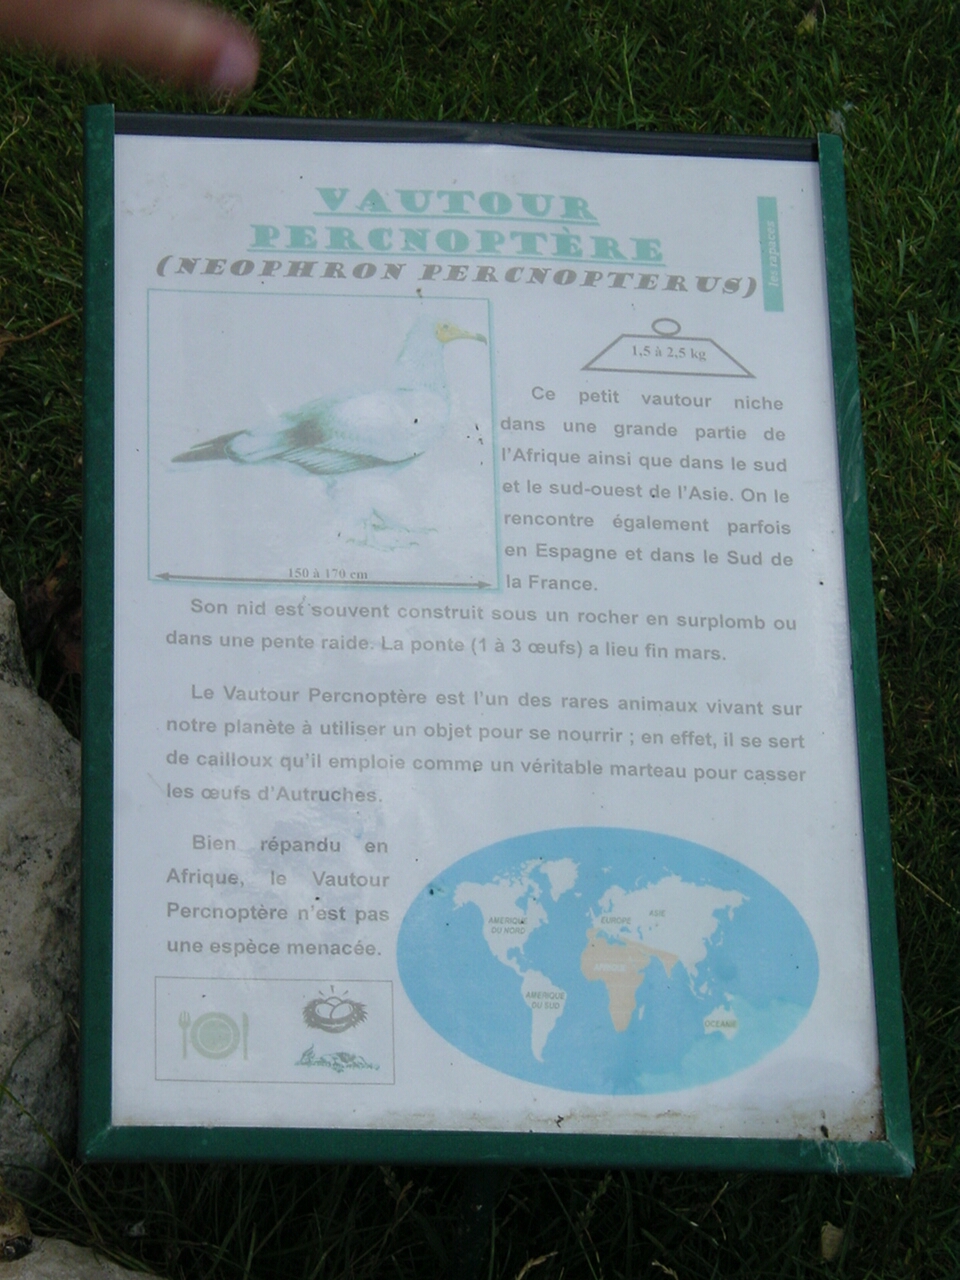 VAUTOUR
PERCNOPTÈRE
(NEOPHRON PERCNOPTERUS)
les rapaces
1,5 à 2,5 kg
Ce petit vautour niche
dans une grande partie de
l'Afrique ainsi que dans le sud
et le sud-ouest de l'Asie. On le
rencontre également parfois
en Espagne et dans le Sud de
la France.
150 à 170 cm
Son nid est souvent construit sous un rocher en surplomb ou
dans une pente raide. La ponte (1 à 3 œufs) a lieu fin mars.
Le Vautour Percnoptère est l'un des rares animaux vivant sur
notre planète à utiliser un objet pour se nourrir ; en effet, il se sert
de cailloux qu'il emploie comme un véritable marteau pour casser
les œufs d'Autruches.
Bien répandu en
Afrique, le Vautour
Percnoptère n'est pas
une espèce menacée.
AMERIQUE
DU NORD
EUROPE
ASIE
AFRIQUE
AMERIQUE
DU SUD
OCEANIE